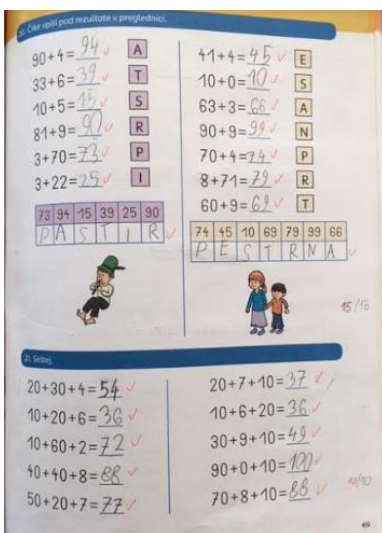 20. Črke vpiši pod rezultate v preglednici.
90+4=94 A
33+6=39 T
10+5=15 S
81+9=90 R
3+70=73 P
3+22=25 I
73 94 15 39 25 90
P A S T I R
41+4=45 E
10+0=10 S
63+3=66 A
90+9=99 N
70+4=74 P
8+71=79 R
60+9=69 T
74 45 10 69 79 99 66
P E S T R N A
15/15
21. Seštej.
20+30+4=54
10+20+6=36
10+60+2=72
40+40+8=88
50+20+7=77
20+7+10=37
10+6+20=36
30+9+10=49
90+0+10=100
70+8+10=88
10/10
69